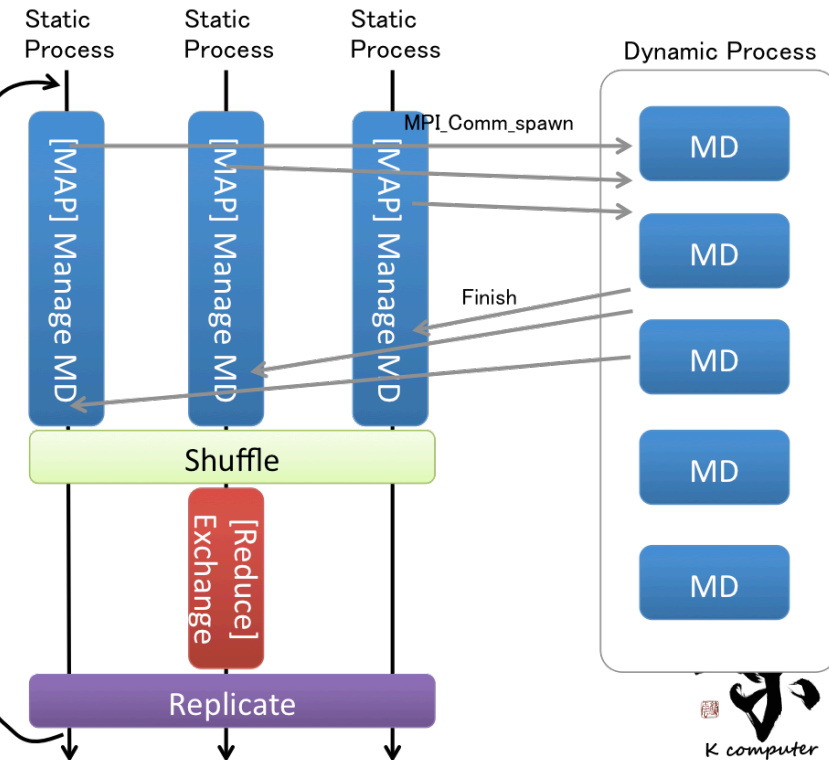 Static
Process
Static
Process
Static
Process
Dynamic Process
MPI_Comm_spawn
[MAP] Manage MD
[MAP] Manage MD
[MAP] Manage MD
MD
MD
Finish
MD
Shuffle
MD
[Reduce]
Exchange
MD
Replicate
K computer